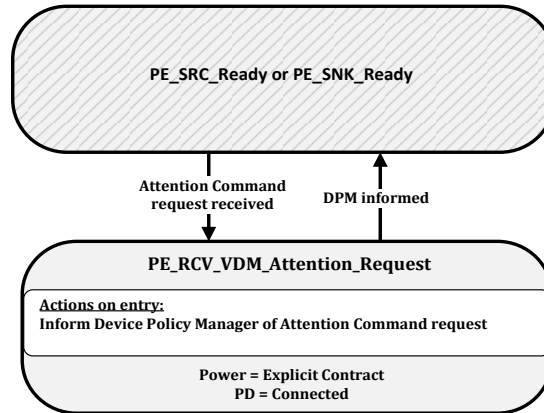 PE_SRC_Ready or PE_SNK_Ready
Attention Command
request received
DPM informed
PE_RCV_VDM_Attention_Request
Actions on entry:
Inform Device Policy Manager of Attention Command request
Power = Explicit Contract
PD = Connected